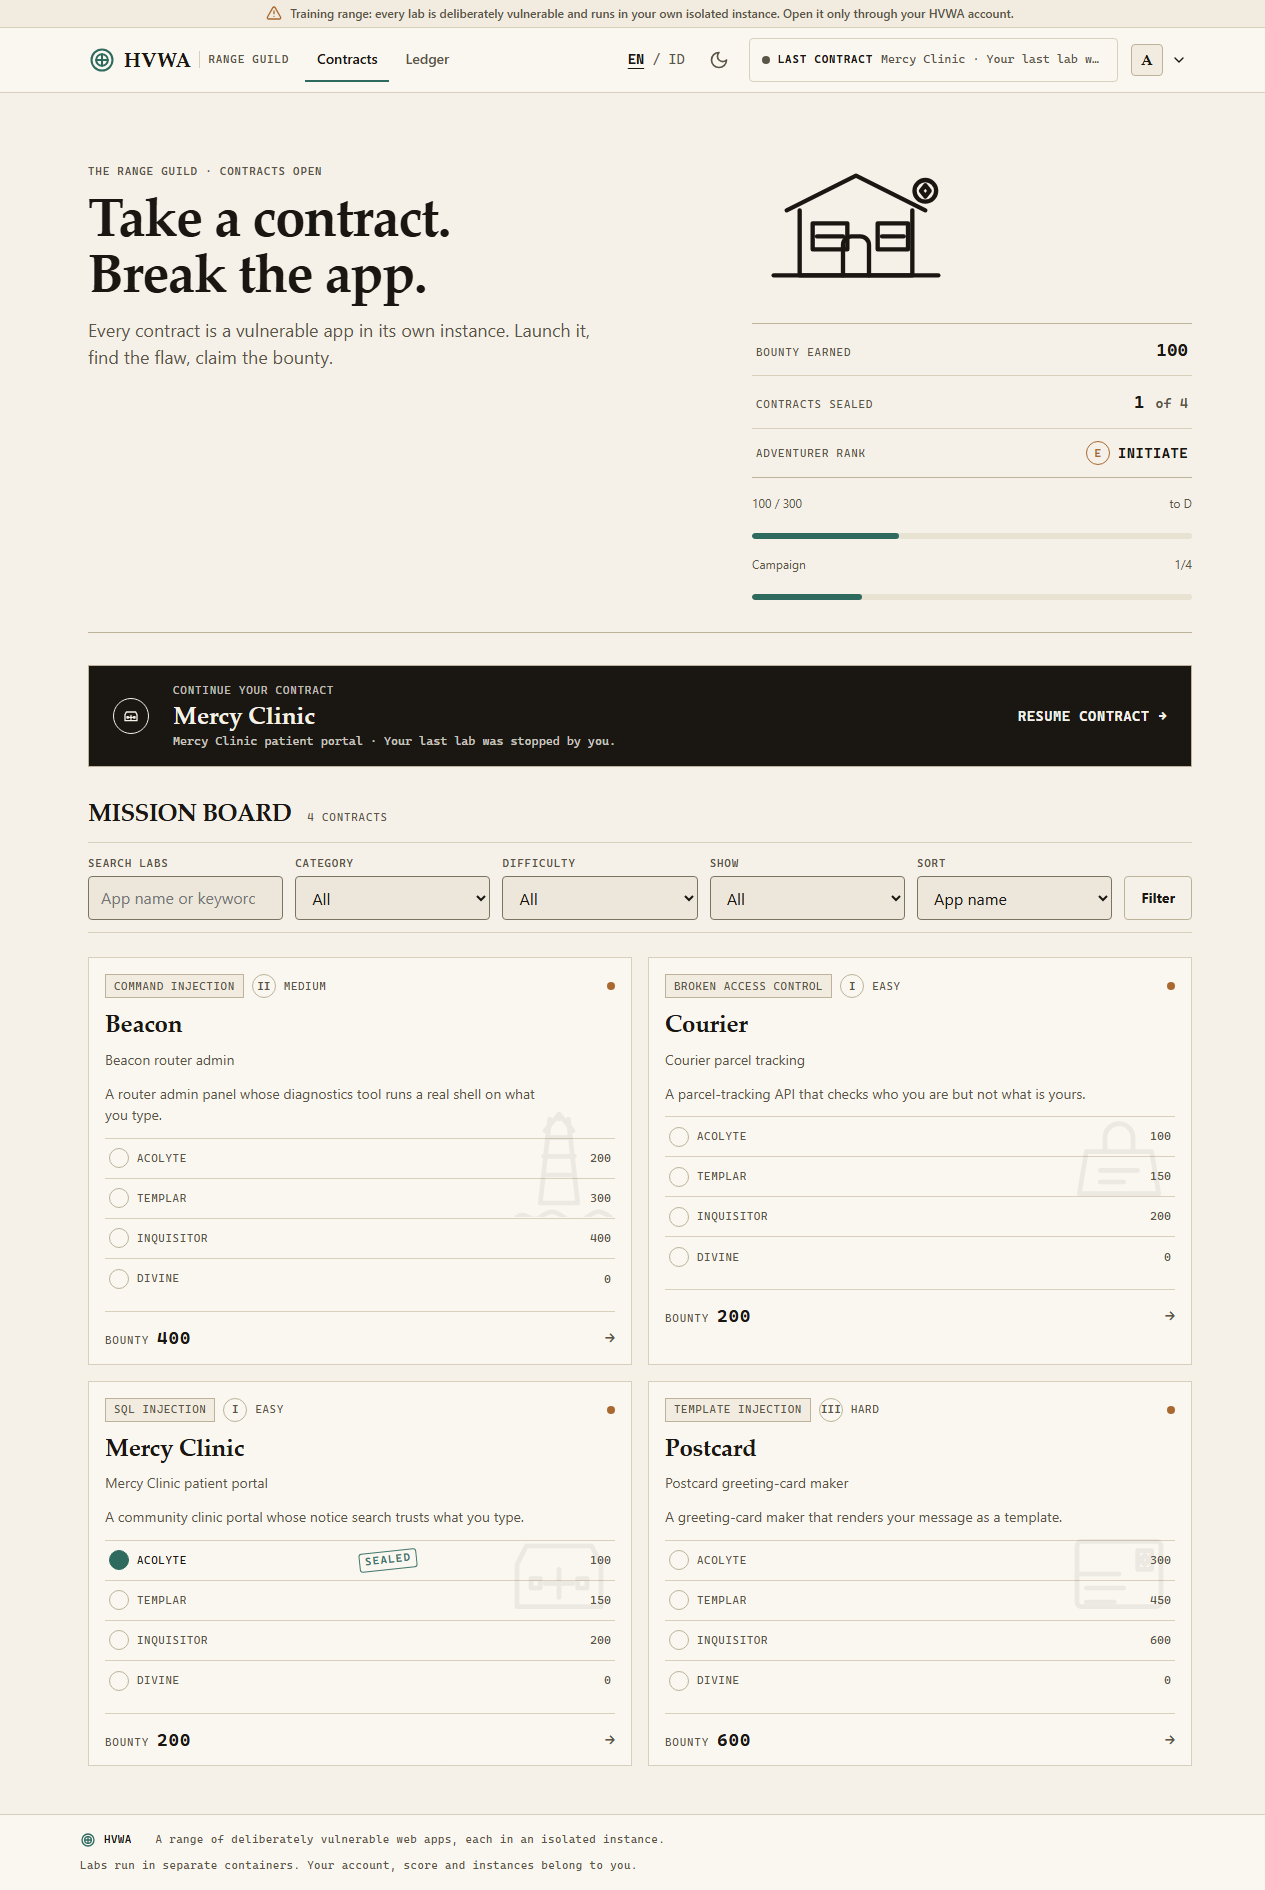 Training range: every lab is deliberately vulnerable and runs in your own isolated instance. Open it only through your HVWA account.
HVWA RANGE GUILD Contracts Ledger EN / ID LAST CONTRACT Mercy Clinic · Your last lab w… A
THE RANGE GUILD · CONTRACTS OPEN
Take a contract.
Break the app.
Every contract is a vulnerable app in its own instance. Launch it,
find the flaw, claim the bounty.
BOUNTY EARNED 100
CONTRACTS SEALED 1 of 4
ADVENTURER RANK E INITIATE
100 / 300 to D
Campaign 1/4
CONTINUE YOUR CONTRACT
Mercy Clinic
Mercy Clinic patient portal · Your last lab was stopped by you.
RESUME CONTRACT →
MISSION BOARD 4 CONTRACTS
SEARCH LABS CATEGORY DIFFICULTY SHOW SORT
App name or keyworc All All All App name Filter
COMMAND INJECTION II MEDIUM
Beacon
Beacon router admin
A router admin panel whose diagnostics tool runs a real shell on what
you type.
ACOLYTE 200
TEMPLAR 300
INQUISITOR 400
DIVINE 0
BOUNTY 400 →
BROKEN ACCESS CONTROL I EASY
Courier
Courier parcel tracking
A parcel-tracking API that checks who you are but not what is yours.
ACOLYTE 100
TEMPLAR 150
INQUISITOR 200
DIVINE 0
BOUNTY 200 →
SQL INJECTION I EASY
Mercy Clinic
Mercy Clinic patient portal
A community clinic portal whose notice search trusts what you type.
ACOLYTE SEALED 100
TEMPLAR 150
INQUISITOR 200
DIVINE 0
BOUNTY 200 →
TEMPLATE INJECTION III HARD
Postcard
Postcard greeting-card maker
A greeting-card maker that renders your message as a template.
ACOLYTE 300
TEMPLAR 450
INQUISITOR 600
DIVINE 0
BOUNTY 600 →
HVWA A range of deliberately vulnerable web apps, each in an isolated instance.
Labs run in separate containers. Your account, score and instances belong to you.